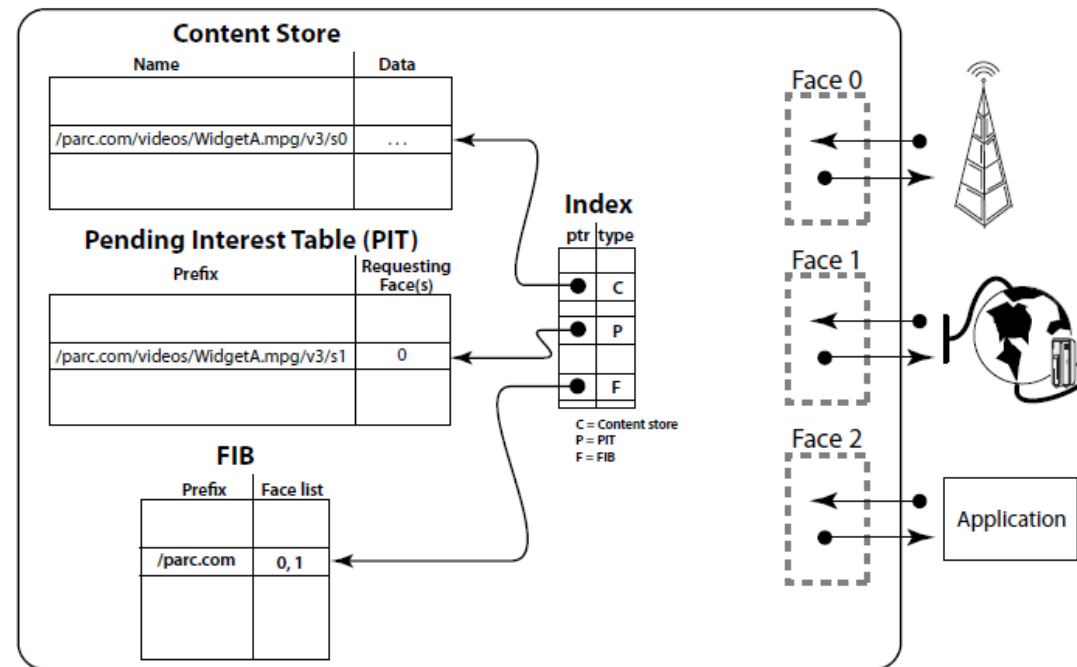 Content Store
Name Data
/parc.com/videos/WidgetA.mpg/v3/s0 ...
Pending Interest Table (PIT)
Prefix Requesting Face(s)
/parc.com/videos/WidgetA.mpg/v3/s1 0
FIB
Prefix Face list
/parc.com 0, 1
Index
ptr type
C
P
F
C = Content store
P = PIT
F = FIB
Face 0
Face 1
Face 2
Application